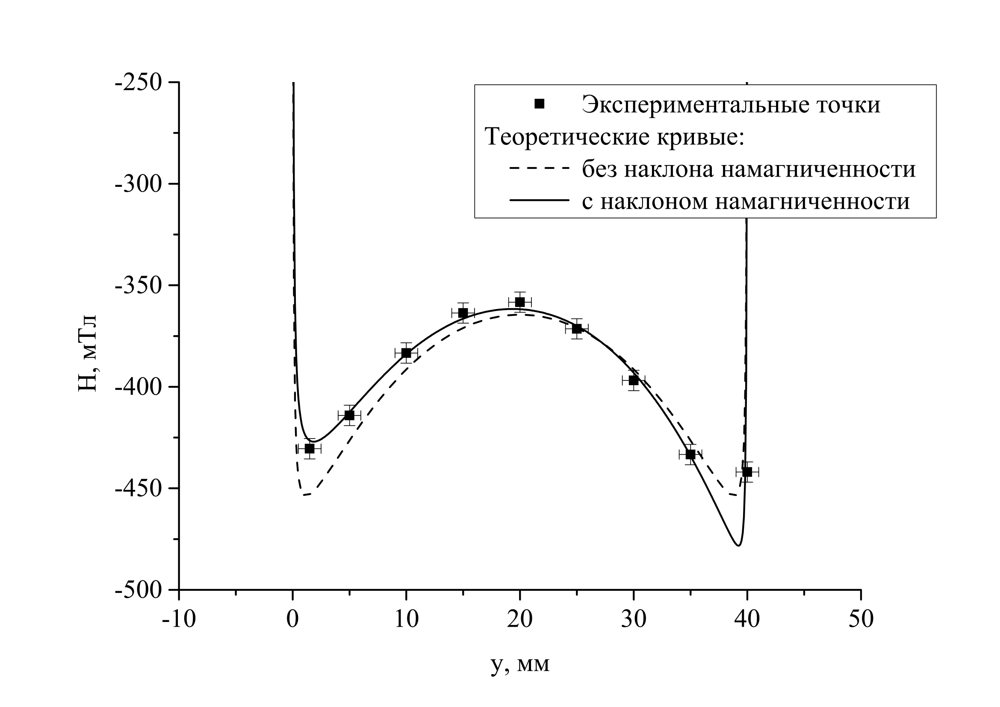 -250
-300
-350
-400
-450
-500
H, мТл
Экспериментальные точки
Теоретические кривые:
без наклона намагниченности
с наклоном намагниченности
-10 0 10 20 30 40 50
y, мм